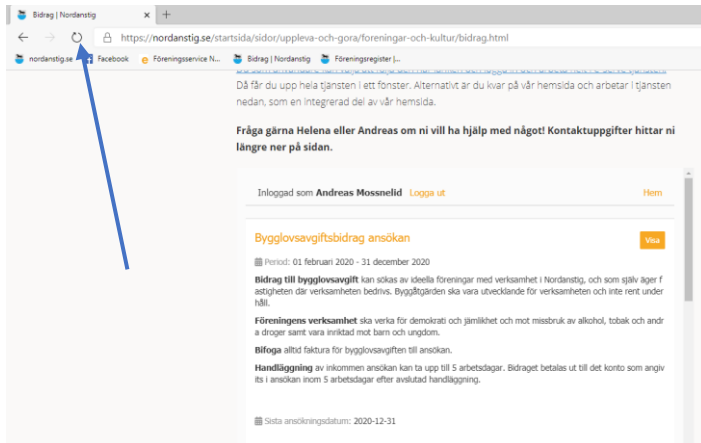 Bidrag | Nordanstig
https://nordanstig.se/startsida/sidor/uppleva-och-gora/foreningar-och-kultur/bidrag.html
nordanstig.se Facebook Föreningsservice N... Bidrag | Nordanstig Föreningsregister |...
Då får du upp hela tjänsten i ett fönster. Alternativt är du kvar på vår hemsida och arbetar i tjänsten
nedan, som en integrerad del av vår hemsida.
Fråga gärna Helena eller Andreas om ni vill ha hjälp med något! Kontaktuppgifter hittar ni
längre ner på sidan.
Inloggad som Andreas Mossnelid Logga ut Hem
Bygglovsavgiftsbidrag ansökan Visa
Period: 01 februari 2020 - 31 december 2020
Bidrag till bygglovsavgift kan sökas av ideella föreningar med verksamhet i Nordanstig, och som själv äger f
astigheten där verksamheten bedrivs. Byggåtgärden ska vara utvecklande för verksamheten och inte rent under
håll.
Föreningens verksamhet ska verka för demokrati och jämlikhet och mot missbruk av alkohol, tobak och andr
a droger samt vara inriktad mot barn och ungdom.
Bifoga alltid faktura för bygglovsavgiften till ansökan.
Handläggning av inkommen ansökan kan ta upp till 5 arbetsdagar. Bidraget betalas ut till det konto som angiv
its i ansökan inom 5 arbetsdagar efter avslutad handläggning.
Sista ansökningsdatum: 2020-12-31